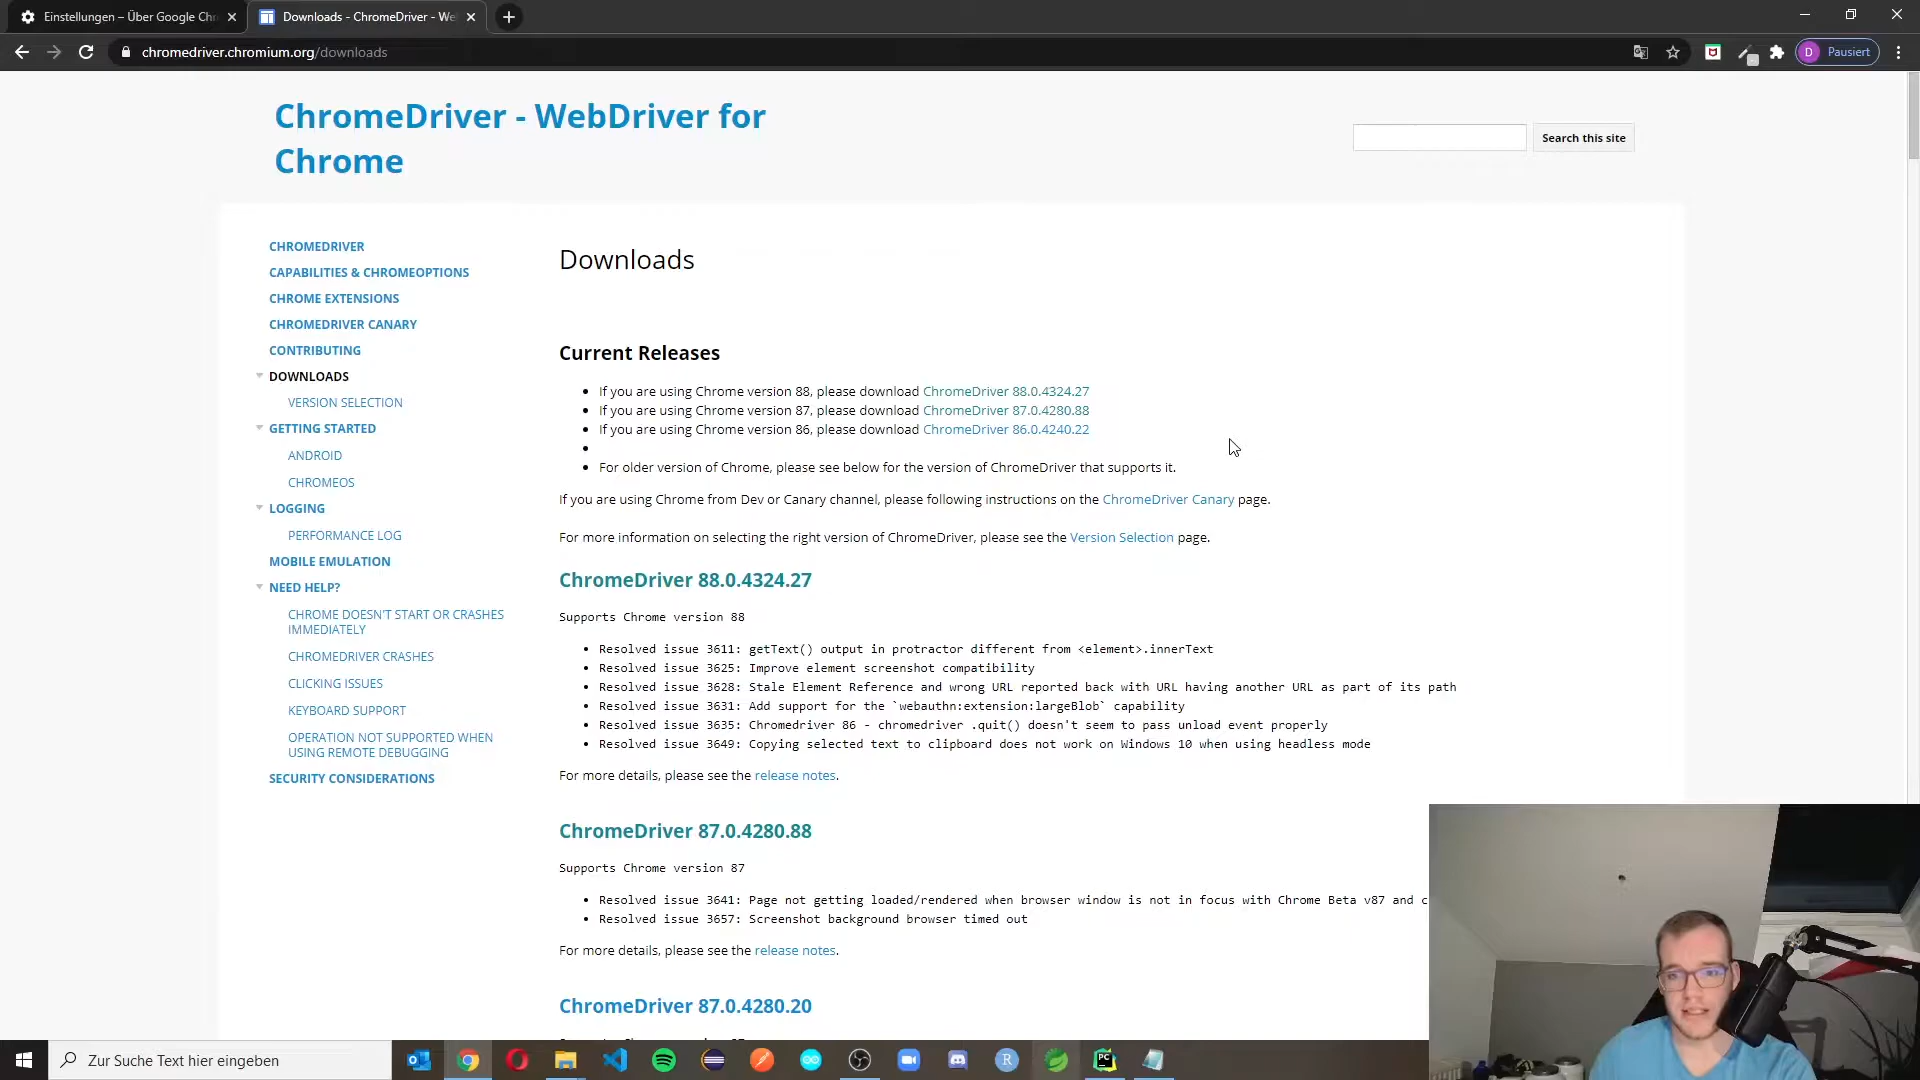 Einstellungen – Über Google Ch
Downloads - ChromeDriver - We
chromedriver.chromium.org/downloads
D Pausiert
ChromeDriver - WebDriver for
Chrome
Search this site
CHROMEDRIVER
CAPABILITIES & CHROMEOPTIONS
CHROME EXTENSIONS
CHROMEDRIVER CANARY
CONTRIBUTING
DOWNLOADS
VERSION SELECTION
GETTING STARTED
ANDROID
CHROMEOS
LOGGING
PERFORMANCE LOG
MOBILE EMULATION
NEED HELP?
CHROME DOESN'T START OR CRASHES
IMMEDIATELY
CHROMEDRIVER CRASHES
CLICKING ISSUES
KEYBOARD SUPPORT
OPERATION NOT SUPPORTED WHEN
USING REMOTE DEBUGGING
SECURITY CONSIDERATIONS
Downloads
Current Releases
• If you are using Chrome version 88, please download ChromeDriver 88.0.4324.27
• If you are using Chrome version 87, please download ChromeDriver 87.0.4280.88
• If you are using Chrome version 86, please download ChromeDriver 86.0.4240.22
•
• For older version of Chrome, please see below for the version of ChromeDriver that supports it.
If you are using Chrome from Dev or Canary channel, please following instructions on the ChromeDriver Canary page.
For more information on selecting the right version of ChromeDriver, please see the Version Selection page.
ChromeDriver 88.0.4324.27
Supports Chrome version 88
• Resolved issue 3611: getText() output in protractor different from <element>.innerText
• Resolved issue 3625: Improve element screenshot compatibility
• Resolved issue 3628: Stale Element Reference and wrong URL reported back with URL having another URL as part of its path
• Resolved issue 3631: Add support for the `webauthn:extension:largeBlob` capability
• Resolved issue 3635: Chromedriver 86 - chromedriver .quit() doesn't seem to pass unload event properly
• Resolved issue 3649: Copying selected text to clipboard does not work on Windows 10 when using headless mode
For more details, please see the release notes.
ChromeDriver 87.0.4280.88
Supports Chrome version 87
• Resolved issue 3641: Page not getting loaded/rendered when browser window is not in focus with Chrome Beta v87 and c
• Resolved issue 3657: Screenshot background browser timed out
For more details, please see the release notes.
ChromeDriver 87.0.4280.20
Zur Suche Text hier eingeben